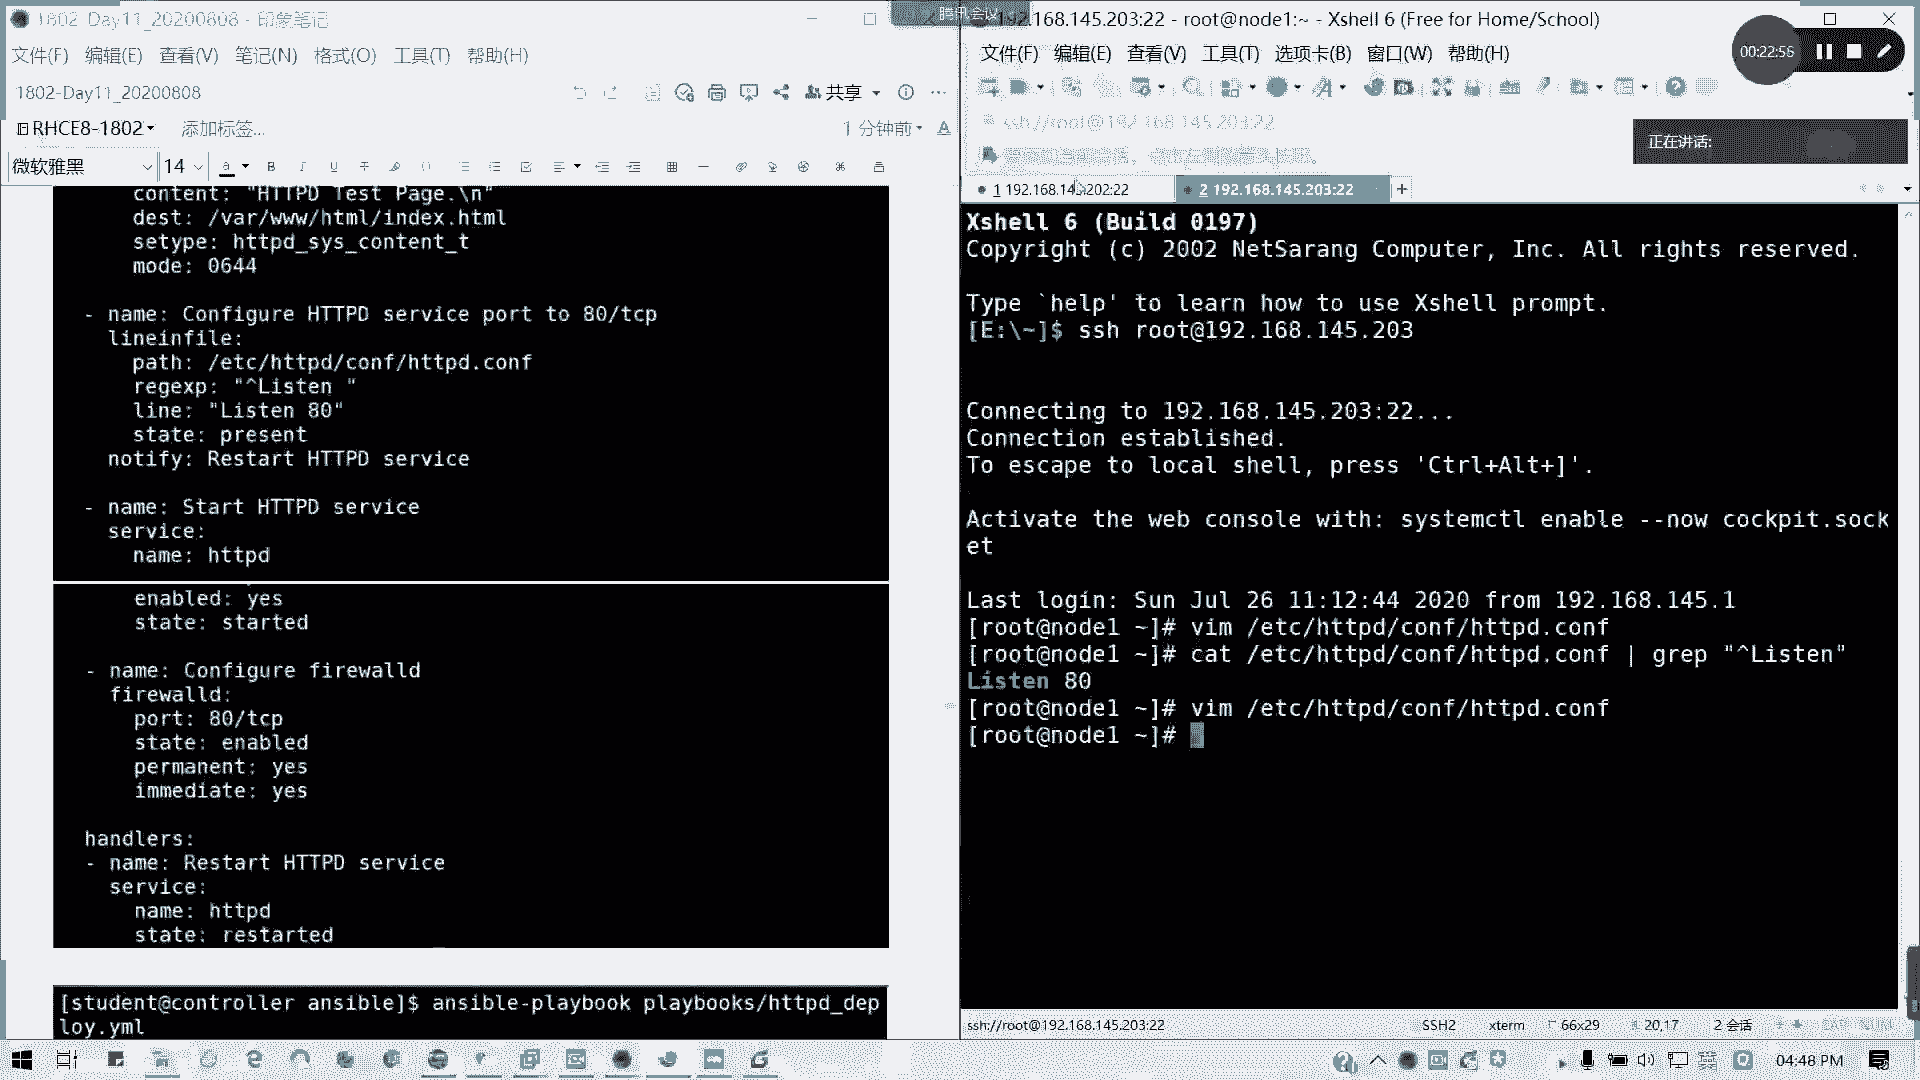 1802-Day11_20200808 - 印象笔记
文件(F) 编辑(E) 查看(V) 笔记(N) 格式(O) 工具(T) 帮助(H)
1802-Day11_20200808
共享
RHCE8-1802
添加标签...
1 分钟前
微软雅黑
14
content: "HTTPD Test Page.\n"
dest: /var/www/html/index.html
setype: httpd_sys_content_t
mode: 0644
- name: Configure HTTPD service port to 80/tcp
lineinfile:
path: /etc/httpd/conf/httpd.conf
regexp: "^Listen "
line: "Listen 80"
state: present
notify: Restart HTTPD service
- name: Start HTTPD service
service:
name: httpd
enabled: yes
state: started
- name: Configure firewalld
firewalld:
port: 80/tcp
state: enabled
permanent: yes
immediate: yes
handlers:
- name: Restart HTTPD service
service:
name: httpd
state: restarted
[student@controller ansible]$ ansible-playbook playbooks/httpd_dep
loy.yml
腾讯会议
.168.145.203:22 - root@node1:~ - Xshell 6 (Free for Home/School)
文件(F) 编辑(E) 查看(V) 工具(T) 选项卡(B) 窗口(W) 帮助(H)
00:22:56
ssh://root@192.168.145.203:22
正在讲话:
1 192.168.145.202:22
2 192.168.145.203:22
Xshell 6 (Build 0197)
Copyright (c) 2002 NetSarang Computer, Inc. All rights reserved.
Type `help' to learn how to use Xshell prompt.
[E:\~]$ ssh root@192.168.145.203
Connecting to 192.168.145.203:22...
Connection established.
To escape to local shell, press 'Ctrl+Alt+]'.
Activate the web console with: systemctl enable --now cockpit.sock
et
Last login: Sun Jul 26 11:12:44 2020 from 192.168.145.1
[root@node1 ~]# vim /etc/httpd/conf/httpd.conf
[root@node1 ~]# cat /etc/httpd/conf/httpd.conf | grep "^Listen"
Listen 80
[root@node1 ~]# vim /etc/httpd/conf/httpd.conf
[root@node1 ~]#
ssh://root@192.168.145.203:22
SSH2
xterm
66x29
20,17
2 会话
英
04:48 PM